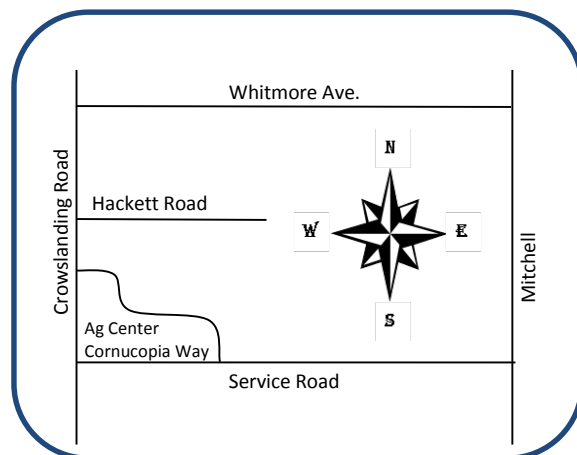 Whitmore Ave.
N
Crowslanding Road
Hackett Road
W
E
Mitchell
S
Ag Center
Cornucopia Way
Service Road